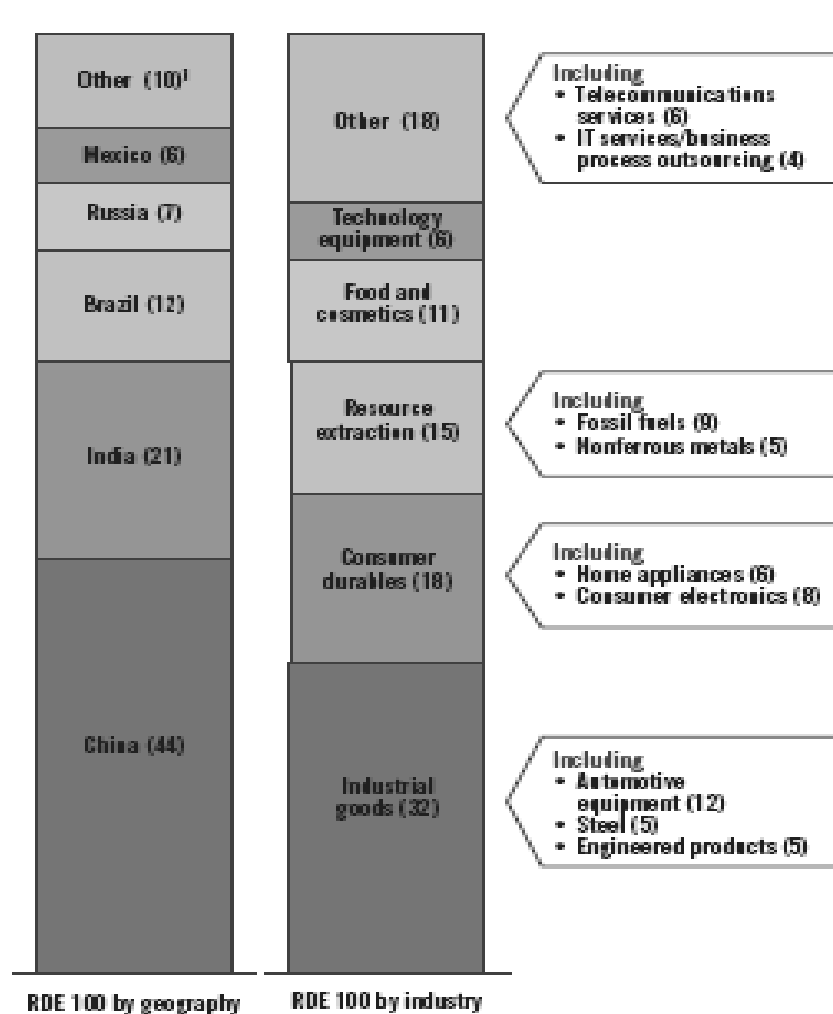 Other (10)¹
Mexico (6)
Russia (7)
Brazil (12)
India (21)
China (44)
RDE 100 by geography
Other (18)
Technology
equipment (6)
Food and
cosmetics (11)
Resource
extraction (15)
Consumer
durables (18)
Industrial
goods (32)
RDE 100 by industry
Including
• Telecommunications
services (6)
• IT services/business
process outsourcing (4)
Including
• Fossil fuels (9)
• Nonferrous metals (5)
Including
• Home appliances (6)
• Consumer electronics (8)
Including
• Automotive
equipment (12)
• Steel (5)
• Engineered products (5)